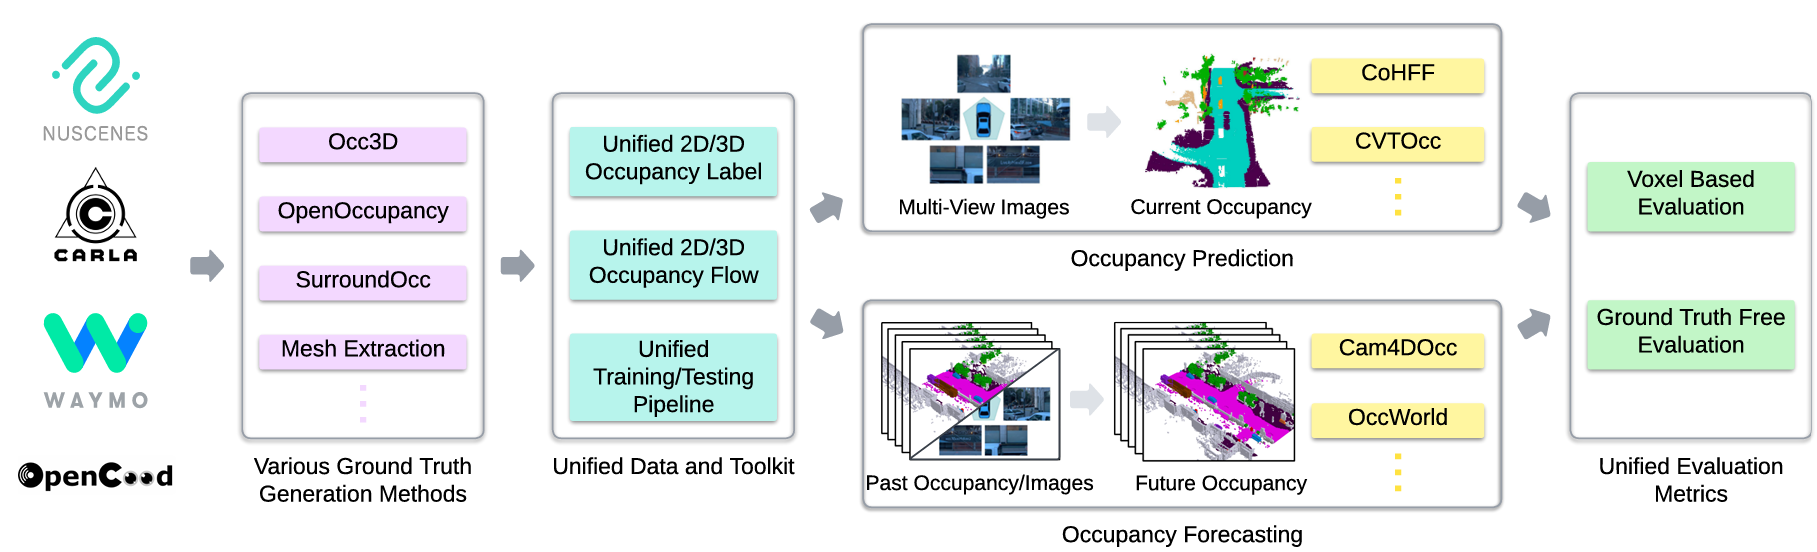 NUSCENES
CARLA
WAYMO
OpenCood
Occ3D
OpenOccupancy
SurroundOcc
Mesh Extraction
Various Ground Truth
Generation Methods
Unified 2D/3D
Occupancy Label
Unified 2D/3D
Occupancy Flow
Unified
Training/Testing
Pipeline
Unified Data and Toolkit
Multi-View Images
Current Occupancy
CoHFF
CVTOcc
Occupancy Prediction
Past Occupancy/Images
Future Occupancy
Cam4DOcc
OccWorld
Occupancy Forecasting
Voxel Based
Evaluation
Ground Truth Free
Evaluation
Unified Evaluation
Metrics